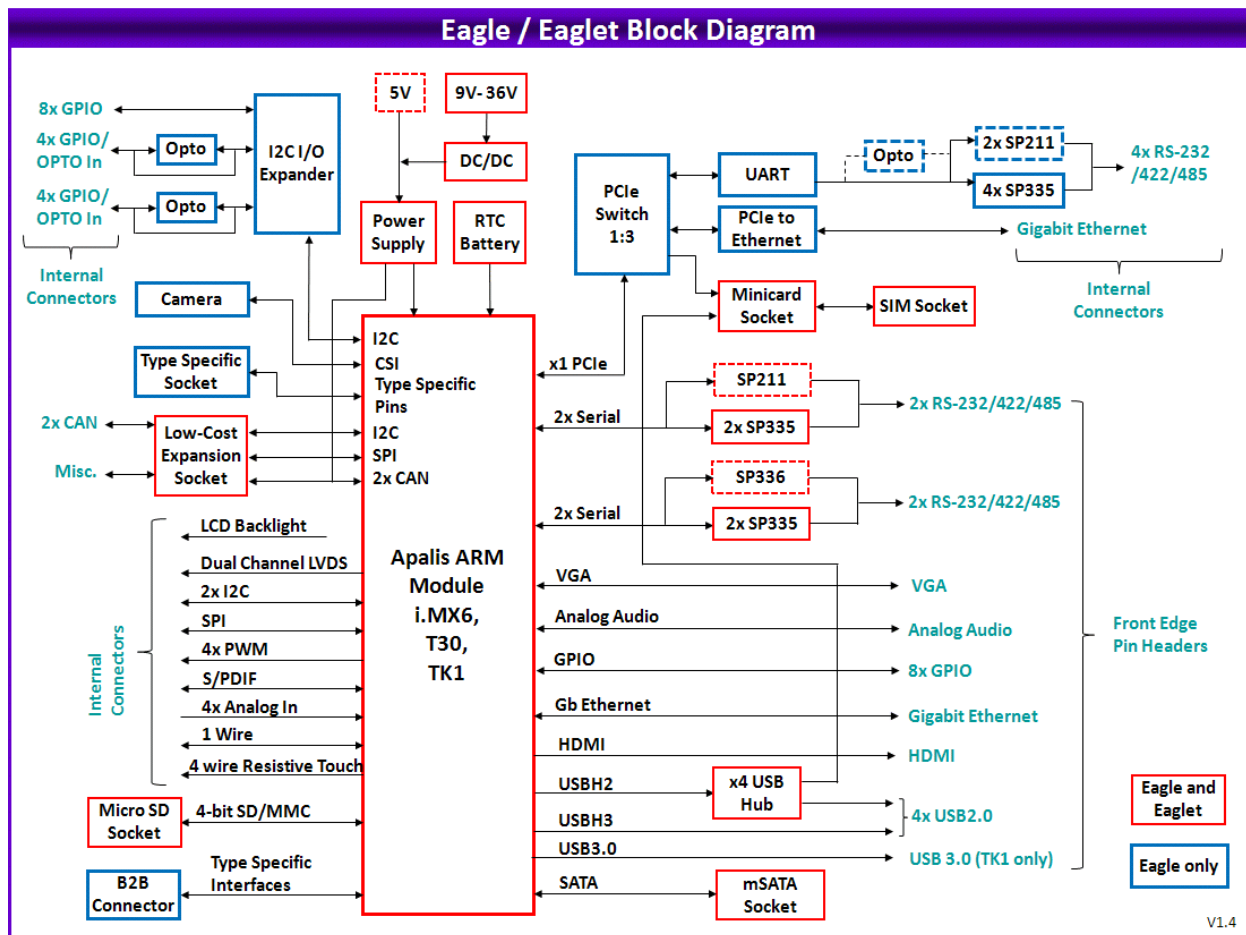 Eagle / Eaglet Block Diagram
5V
9V- 36V
DC/DC
Power
Supply
RTC
Battery
8x GPIO
4x GPIO/
OPTO In
Opto
4x GPIO/
OPTO In
Opto
I2C I/O
Expander
Internal
Connectors
Camera
Type Specific
Socket
2x CAN
Misc.
Low-Cost
Expansion
Socket
I2C
CSI
Type Specific
Pins
I2C
SPI
2x CAN
Apalis ARM
Module
i.MX6,
T30,
TK1
Internal
Connectors
LCD Backlight
Dual Channel LVDS
2x I2C
SPI
4x PWM
S/PDIF
4x Analog In
1 Wire
4 wire Resistive Touch
Micro SD
Socket
4-bit SD/MMC
B2B
Connector
Type Specific
Interfaces
PCIe
Switch
1:3
UART
Opto
2x SP211
4x SP335
4x RS-232
/422/485
PCIe to
Ethernet
Gigabit Ethernet
Internal
Connectors
Minicard
Socket
SIM Socket
x1 PCIe
2x Serial
SP211
2x SP335
2x RS-232/422/485
2x Serial
SP336
2x SP335
2x RS-232/422/485
VGA
VGA
Analog Audio
Analog Audio
GPIO
8x GPIO
Gb Ethernet
Gigabit Ethernet
HDMI
HDMI
USBH2
x4 USB
Hub
USBH3
4x USB2.0
USB3.0
USB 3.0 (TK1 only)
SATA
mSATA
Socket
Front Edge
Pin Headers
Eagle and
Eaglet
Eagle only
V1.4